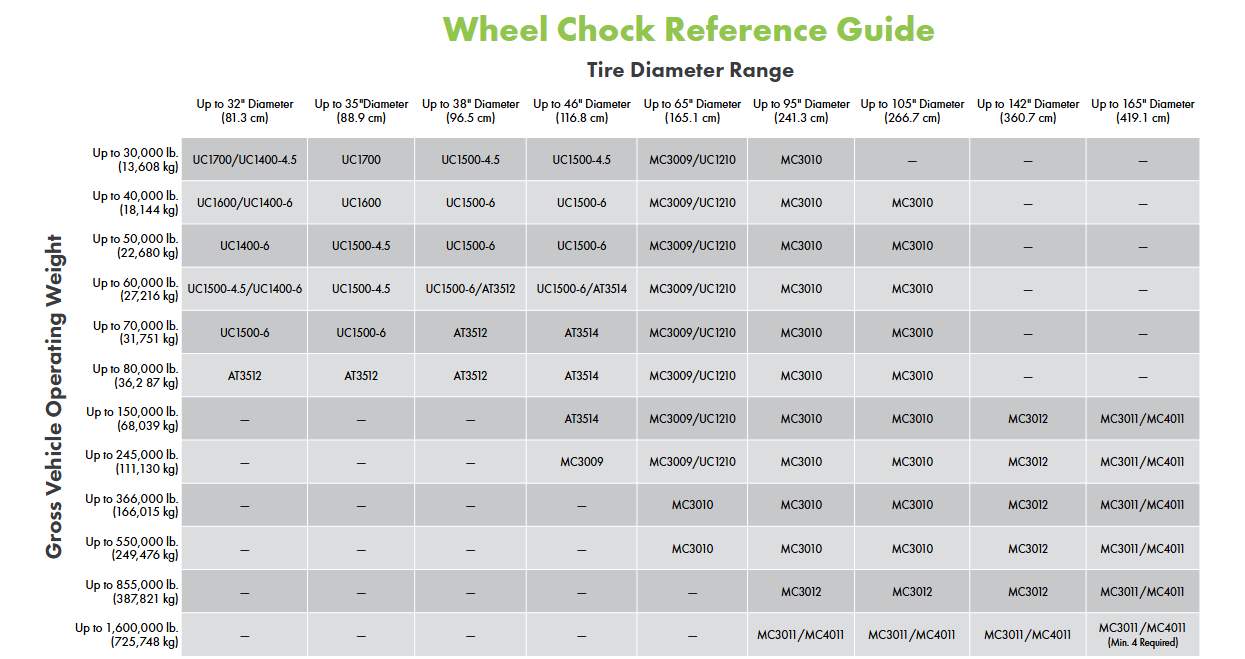 Wheel Chock Reference Guide
Tire Diameter Range
Up to 32" Diameter Up to 35"Diameter Up to 38" Diameter Up to 46" Diameter Up to 65" Diameter Up to 95" Diameter Up to 105" Diameter Up to 142" Diameter Up to 165" Diameter
(81.3 cm) (88.9 cm) (96.5 cm) (116.8 cm) (165.1 cm) (241.3 cm) (266.7 cm) (360.7 cm) (419.1 cm)
Gross Vehicle Operating Weight
Up to 30,000 lb.
(13,608 kg)
UC1700/UC1400-4.5 UC1700 UC1500-4.5 UC1500-4.5 MC3009/UC1210 MC3010 — — —
Up to 40,000 lb.
(18,144 kg)
UC1600/UC1400-6 UC1600 UC1500-6 UC1500-6 MC3009/UC1210 MC3010 MC3010 — —
Up to 50,000 lb.
(22,680 kg)
UC1400-6 UC1500-4.5 UC1500-6 UC1500-6 MC3009/UC1210 MC3010 MC3010 — —
Up to 60,000 lb.
(27,216 kg)
UC1500-4.5/UC1400-6 UC1500-4.5 UC1500-6/AT3512 UC1500-6/AT3514 MC3009/UC1210 MC3010 MC3010 — —
Up to 70,000 lb.
(31,751 kg)
UC1500-6 UC1500-6 AT3512 AT3514 MC3009/UC1210 MC3010 MC3010 — —
Up to 80,000 lb.
(36,2 87 kg)
AT3512 AT3512 AT3512 AT3514 MC3009/UC1210 MC3010 MC3010 — —
Up to 150,000 lb.
(68,039 kg)
— — — AT3514 MC3009/UC1210 MC3010 MC3010 MC3012 MC3011/MC4011
Up to 245,000 lb.
(111,130 kg)
— — — MC3009 MC3009/UC1210 MC3010 MC3010 MC3012 MC3011/MC4011
Up to 366,000 lb.
(166,015 kg)
— — — — MC3010 MC3010 MC3010 MC3012 MC3011/MC4011
Up to 550,000 lb.
(249,476 kg)
— — — — MC3010 MC3010 MC3010 MC3012 MC3011/MC4011
Up to 855,000 lb.
(387,821 kg)
— — — — — MC3012 MC3012 MC3012 MC3011/MC4011
Up to 1,600,000 lb.
(725,748 kg)
— — — — — MC3011/MC4011 MC3011/MC4011 MC3011/MC4011 MC3011/MC4011
(Min. 4 Required)